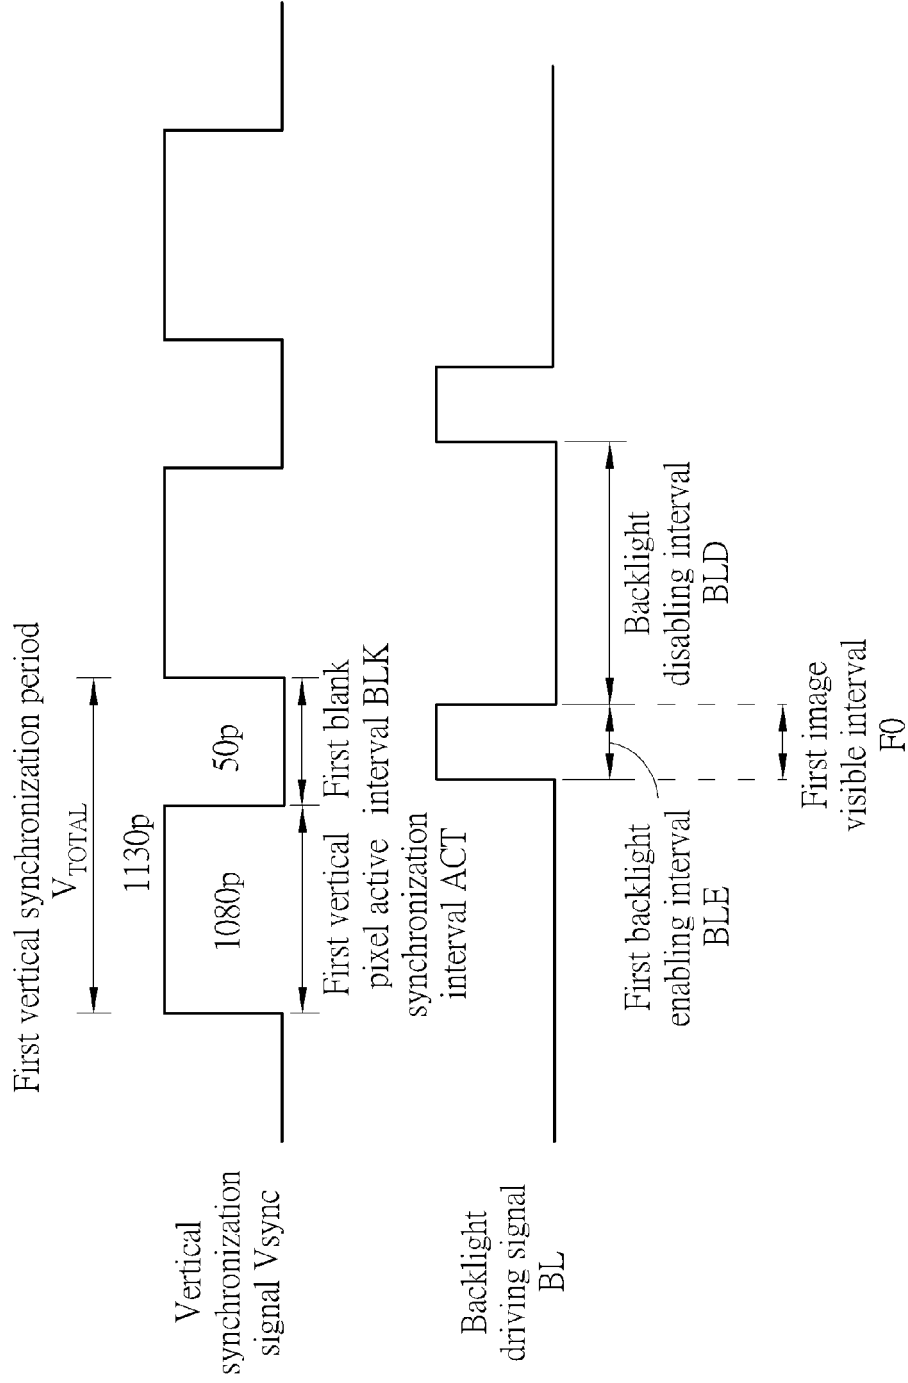 First vertical synchronization period
VTOTAL
1130p
1080p
50p
Vertical
synchronization
signal Vsync
First vertical
pixel active
synchronization
interval ACT
First blank
interval BLK
Backlight
driving signal
BL
First backlight
enabling interval
BLE
Backlight
disabling interval
BLD
First image
visible interval
F0